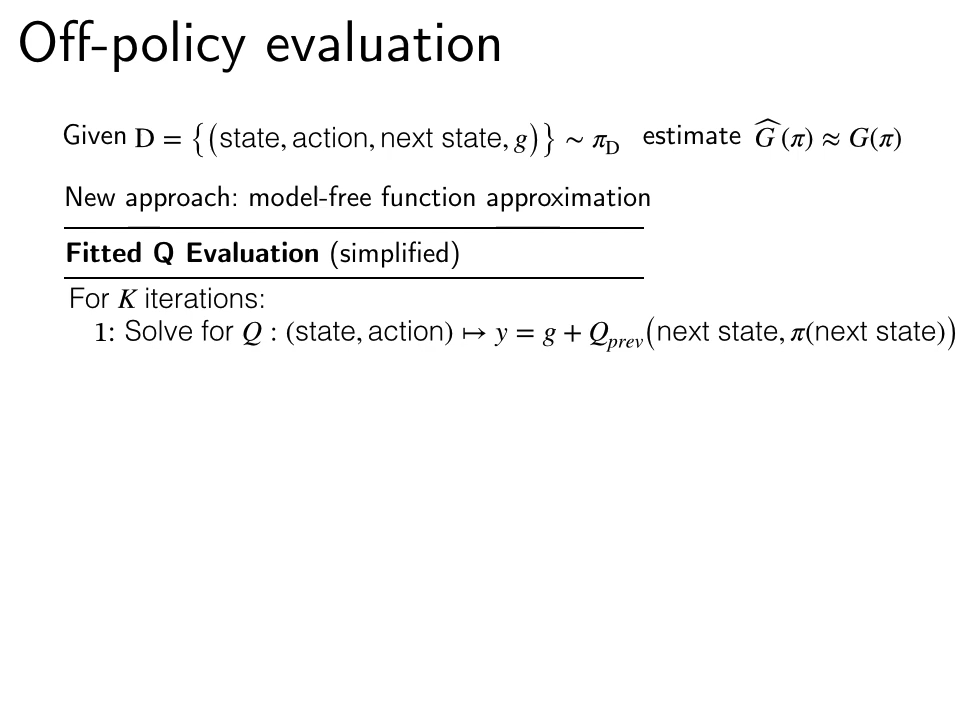 Off-policy evaluation
Given D = {(state, action, next state, g)} ∼ π_D estimate Ĝ(π) ≈ G(π)
New approach: model-free function approximation
Fitted Q Evaluation (simplified)
For K iterations:
1: Solve for Q : (state, action) ↦ y = g + Q_prev(next state, π(next state))